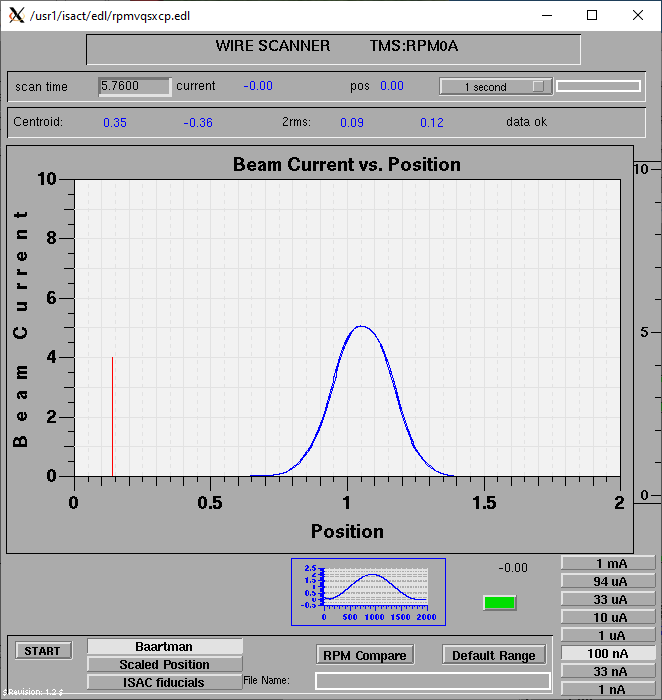 /usr1/isact/edl/rpmvqsxcp.edl
WIRE SCANNER TMS:RPM0A
scan time 5.7600 current -0.00 pos 0.00 1 second
Centroid: 0.35 -0.36 2rms: 0.09 0.12 data ok
Beam Current vs. Position
10
8
6
4
2
0
Beam Current
0 0.5 1 1.5 2
Position
10
5
0
2.5
2
1.5
1
0.5
0
-0.5
0 500 1000 1500 2000
-0.00
1 mA
94 uA
33 uA
10 uA
1 uA
100 nA
33 nA
1 nA
START
Baartman
Scaled Position
ISAC fiducials
RPM Compare
Default Range
File Name:
$Revision: 1.2 $